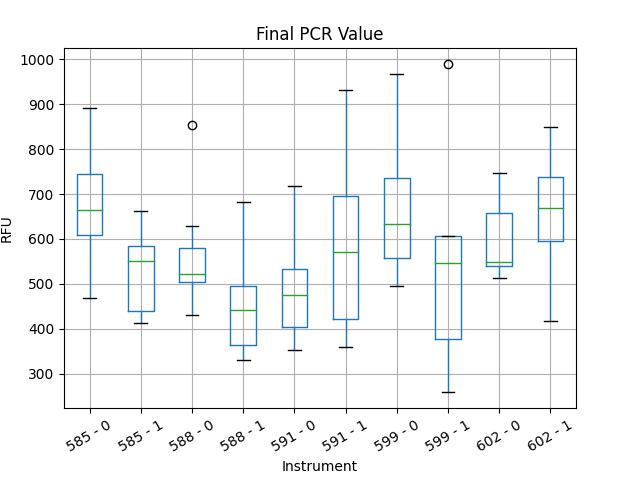 Final PCR Value
1000
900
800
700
600
500
400
300
RFU
585 - 0
585 - 1
588 - 0
588 - 1
591 - 0
591 - 1
599 - 0
599 - 1
602 - 0
602 - 1
Instrument